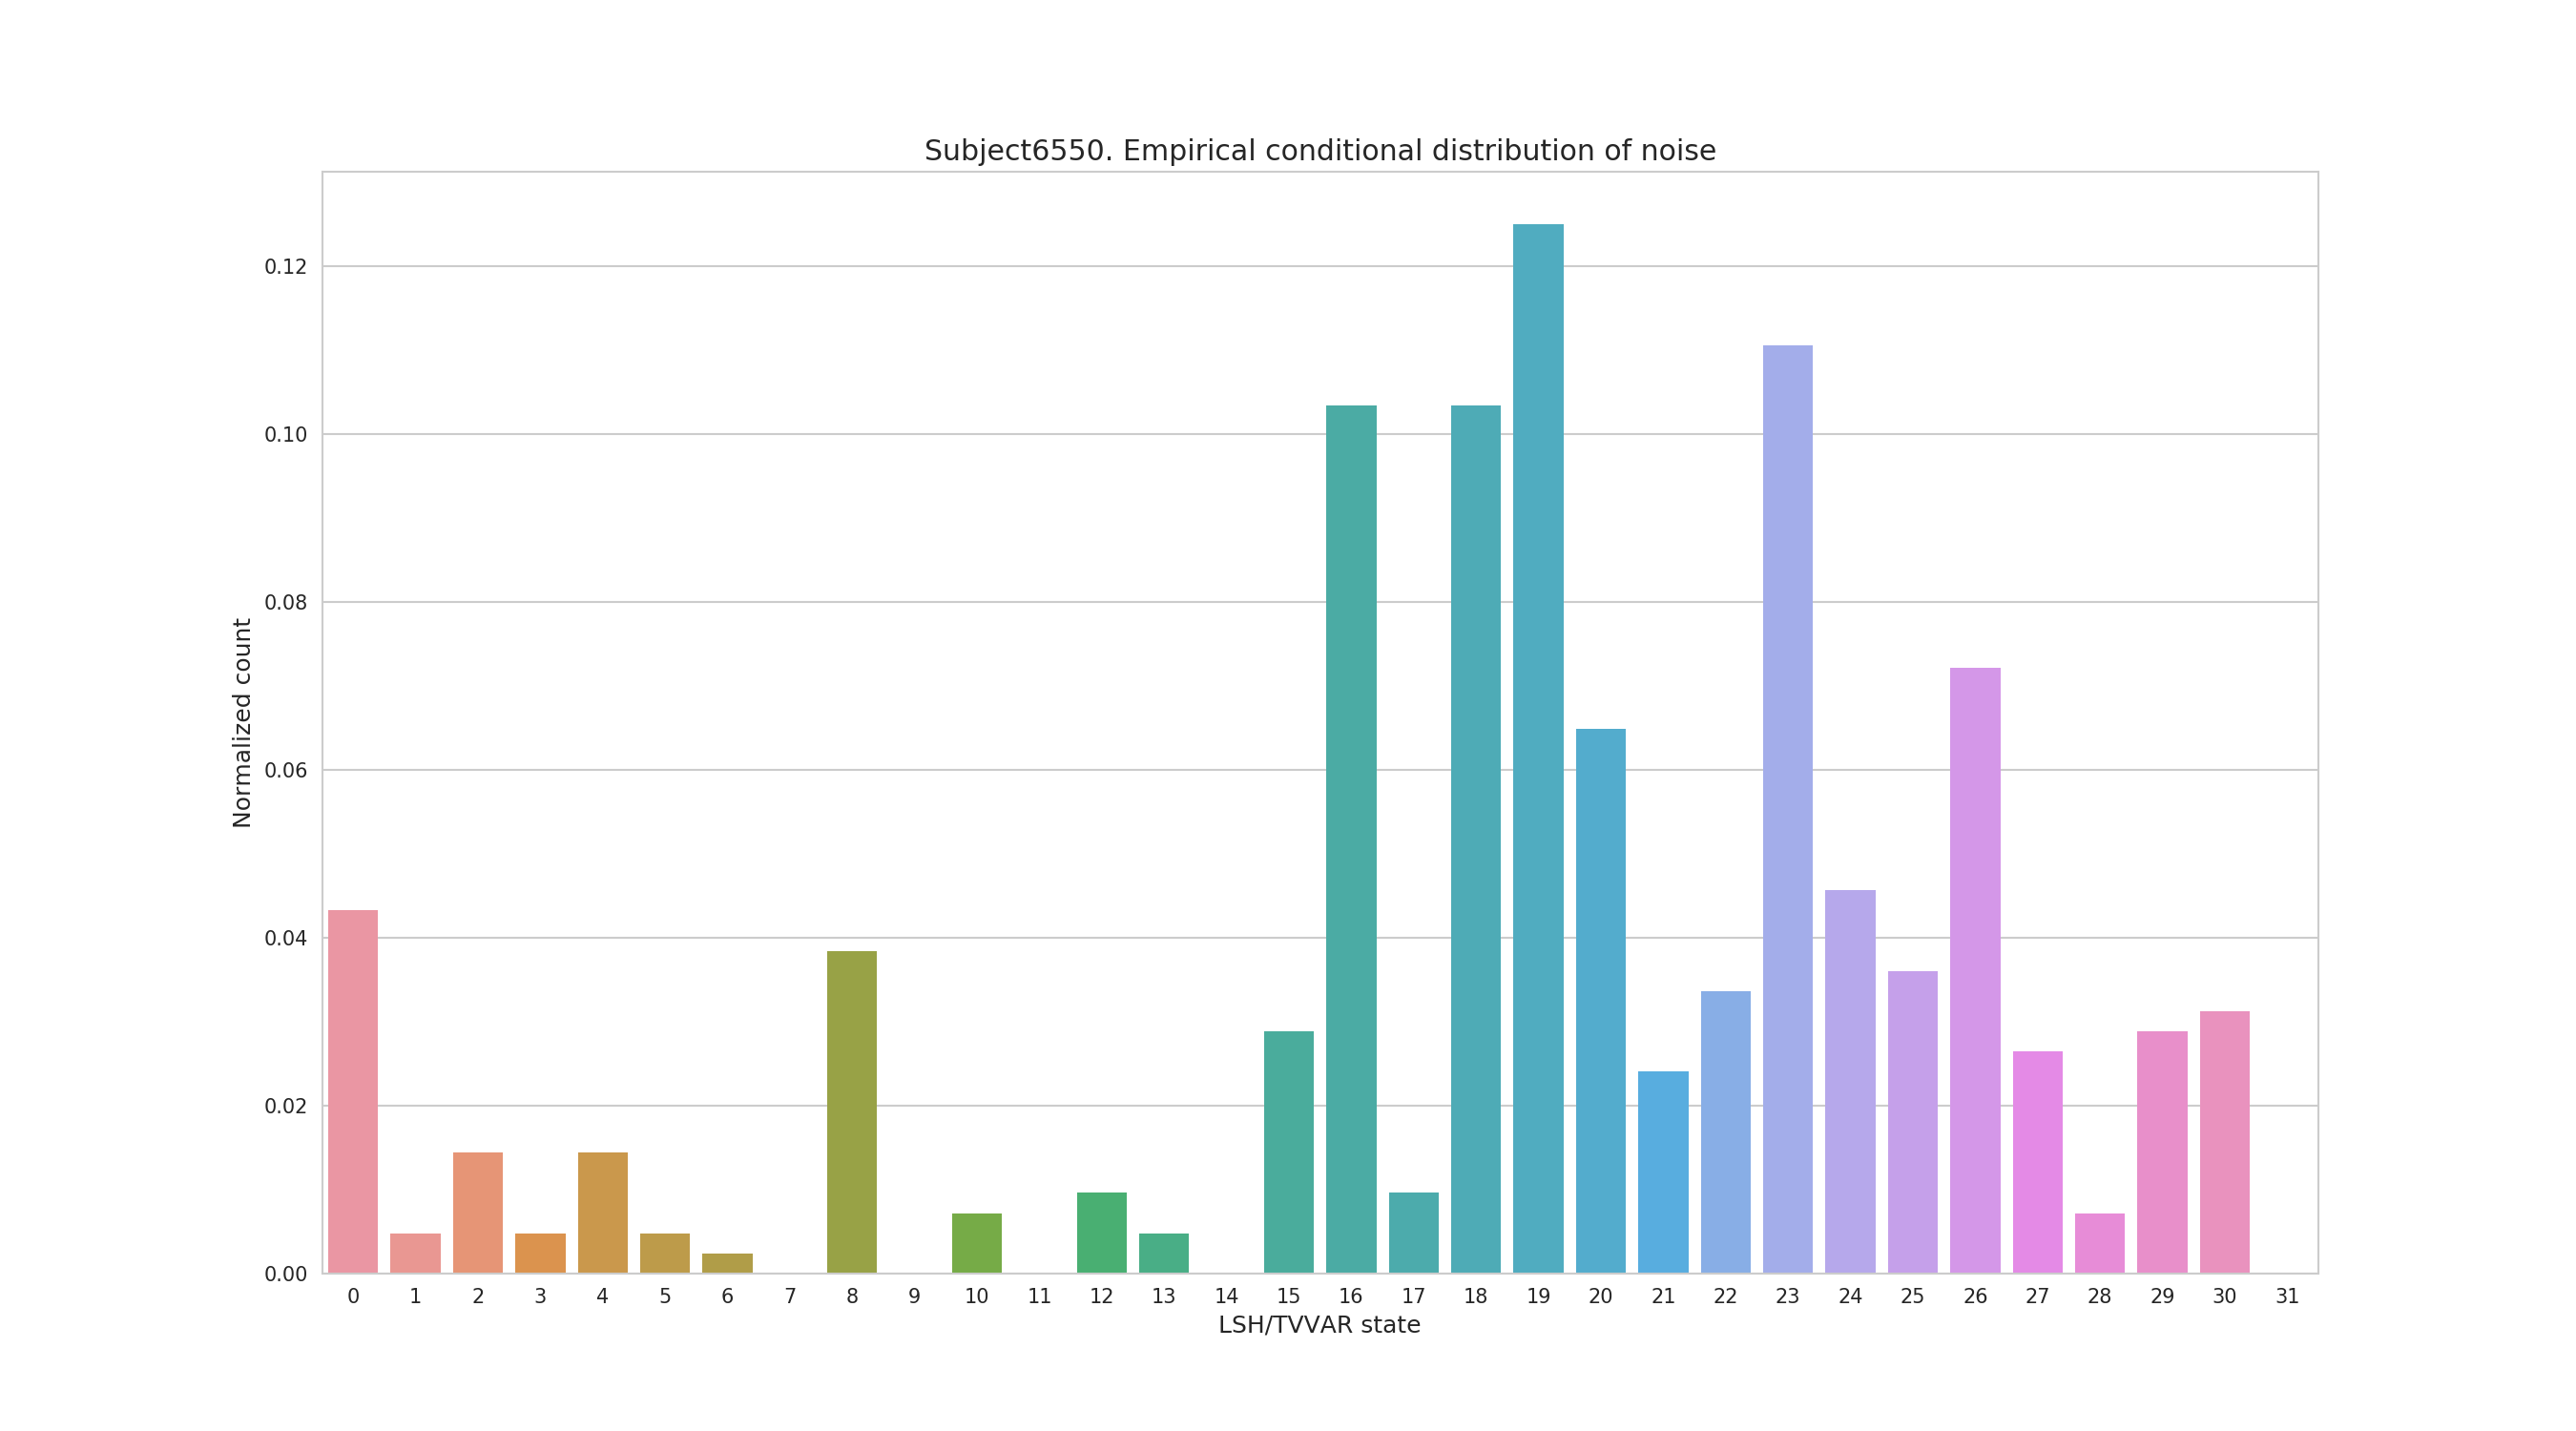 Subject6550. Empirical conditional distribution of noise
0.12
0.10
0.08
0.06
0.04
0.02
0.00
Normalized count
0 1 2 3 4 5 6 7 8 9 10 11 12 13 14 15 16 17 18 19 20 21 22 23 24 25 26 27 28 29 30 31
LSH/TVVAR state